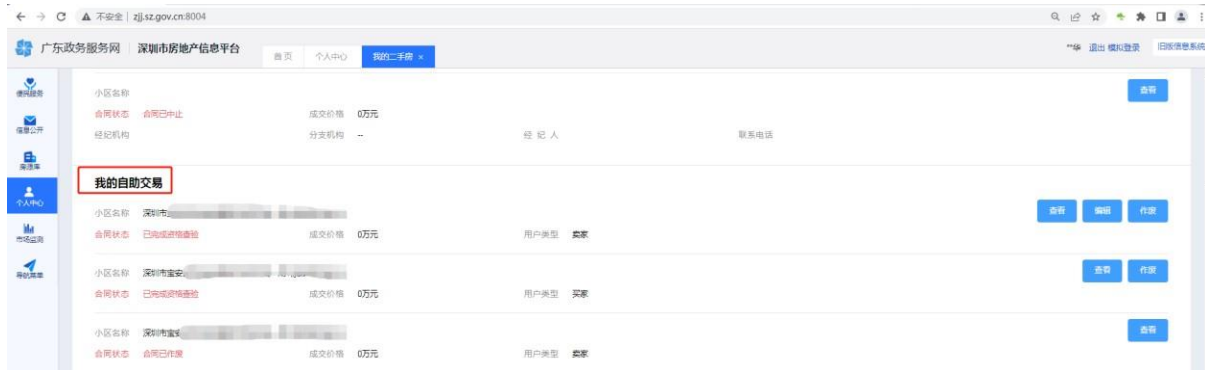 不安全 zjj.sz.gov.cn:8004
广东政务服务网 深圳市房地产信息平台 首页 个人中心 我的二手房 × **华 退出 模拟登录 旧版信息系统
便民服务
信息公开
房源库
个人中心
市场监测
导航菜单
小区名称 查看
合同状态 合同已中止 成交价格 0万元
经纪机构 分支机构 -- 经纪人 联系电话
我的自助交易
小区名称 深圳市 查看 编辑 作废
合同状态 已完成资格查验 成交价格 0万元 用户类型 卖家
小区名称 深圳市宝安 查看 作废
合同状态 已完成资格查验 成交价格 0万元 用户类型 买家
小区名称 深圳市宝安 查看
合同状态 合同已作废 成交价格 0万元 用户类型 卖家